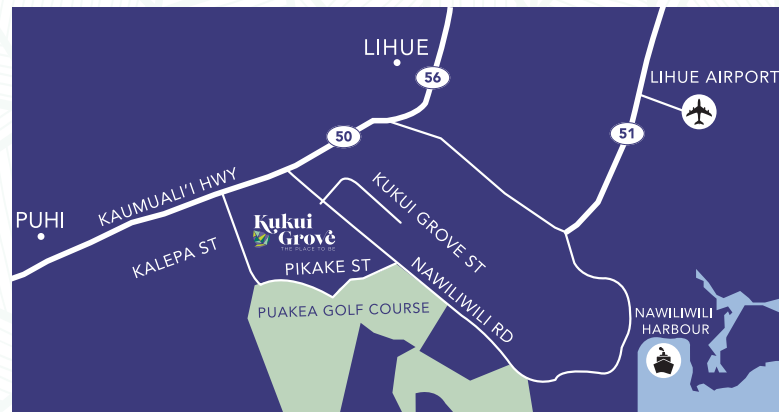 LIHUE
56
LIHUE AIRPORT
50
51
KAUMUALI'I HWY
KUKUI GROVE ST
PUHI
Kukui
Grove
THE PLACE TO BE
KALEPA ST
PIKAKE ST
NAWILIWILI RD
PUAKEA GOLF COURSE
NAWILIWILI
HARBOUR